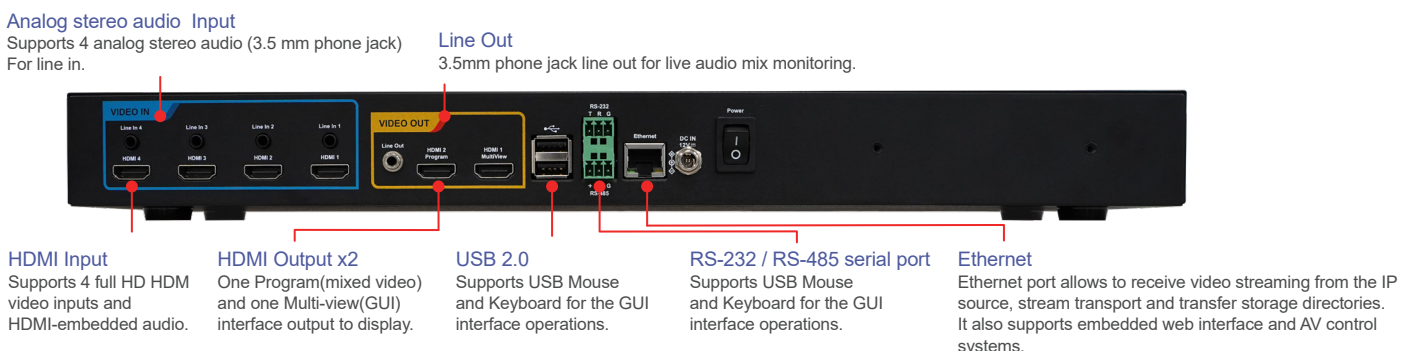 Analog stereo audio Input
Supports 4 analog stereo audio (3.5 mm phone jack)
For line in.
Line Out
3.5mm phone jack line out for live audio mix monitoring.
VIDEO IN
Line In 4
Line In 3
Line In 2
Line In 1
HDMI 4
HDMI 3
HDMI 2
HDMI 1
VIDEO OUT
Line Out
HDMI 2
Program
HDMI 1
MultiView
RS-232
T R G
+ G
RS-485
Ethernet
DC IN
12V
Power
HDMI Input
Supports 4 full HD HDM
video inputs and
HDMI-embedded audio.
HDMI Output x2
One Program(mixed video)
and one Multi-view(GUI)
interface output to display.
USB 2.0
Supports USB Mouse
and Keyboard for the GUI
interface operations.
RS-232 / RS-485 serial port
Supports USB Mouse
and Keyboard for the GUI
interface operations.
Ethernet
Ethernet port allows to receive video streaming from the IP
source, stream transport and transfer storage directories.
It also supports embedded web interface and AV control
systems.